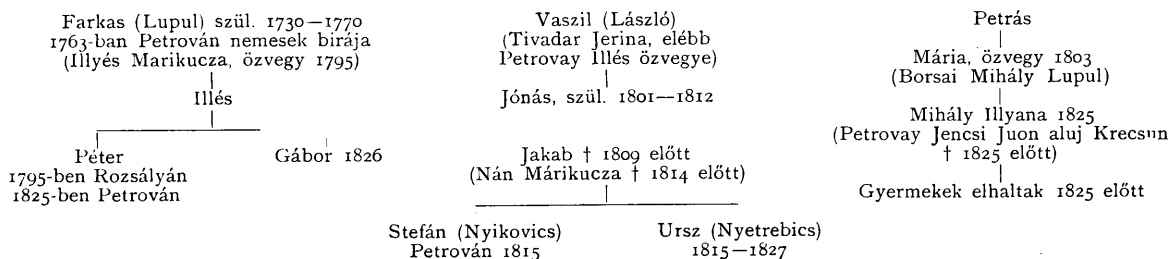 Farkas (Lupul) szül. 1730—1770
1763-ban Petrován nemesek birája
(Illyés Marikucza, özvegy 1795)
Illés
Péter
1795-ben Rozsályán
1825-ben Petrován
Gábor 1826
Vaszil (László)
(Tivadar Jerina, elébb
Petrovay Illés özvegye)
Jónás, szül. 1801—1812
Jakab † 1809 előtt
(Nán Márikucza † 1814 előtt)
Stefán (Nyikovics)
Petrován 1815
Ursz (Nyetrebics)
1815—1827
Petrás
Mária, özvegy 1803
(Borsai Mihály Lupul)
Mihály Illyana 1825
(Petrovay Jencsi Juon aluj Krecsun
† 1825 előtt)
Gyermekek elhaltak 1825 előtt